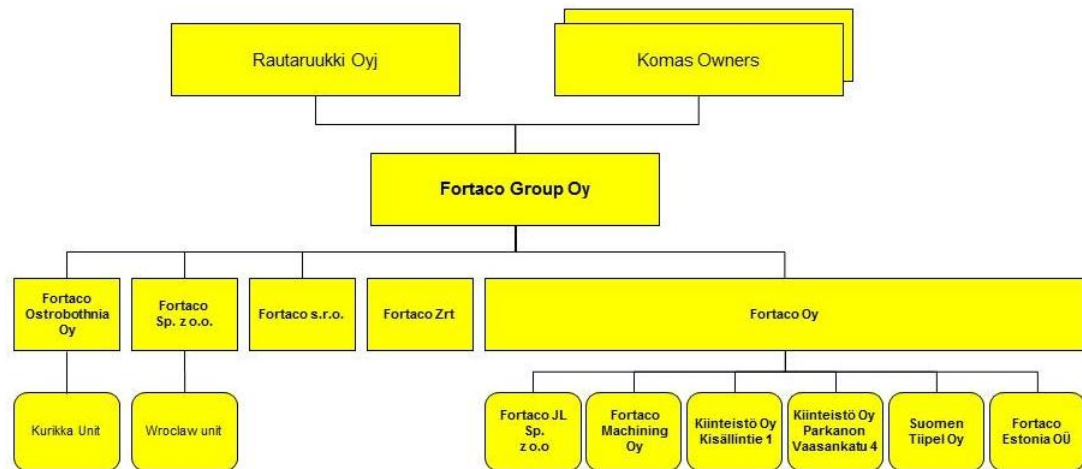 Rautaruukki Oyj
Komas Owners
Fortaco Group Oy
Fortaco
Ostrobothnia
Oy
Fortaco
Sp. z o.o.
Fortaco s.r.o.
Fortaco Zrt
Fortaco Oy
Kurikka Unit
Wroclaw unit
Fortaco JL
Sp.
z o.o
Fortaco
Machining
Oy
Kiinteistö Oy
Kisällintie 1
Kiinteistö Oy
Parkanon
Vaasankatu 4
Suomen
Tiipel Oy
Fortaco
Estonia OÜ